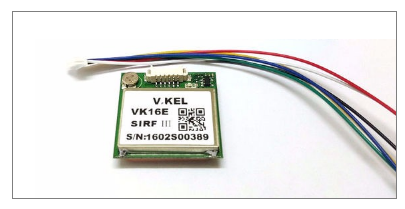 V.KEL
VK16E
SIRF III
S/N:1602S00389